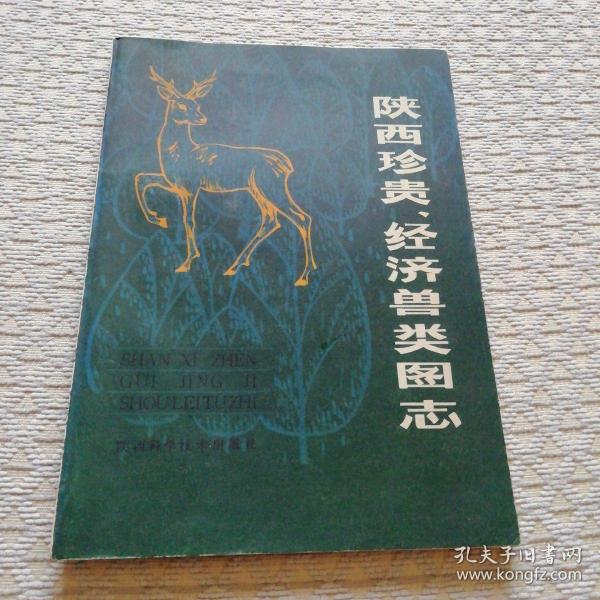 陕西珍贵、经济兽类图志
SHAN XI ZHEN
GUI JING JI
SHOULEITUZHI
陕西科学技术出版社
孔夫子旧书网
www.kongfz.com